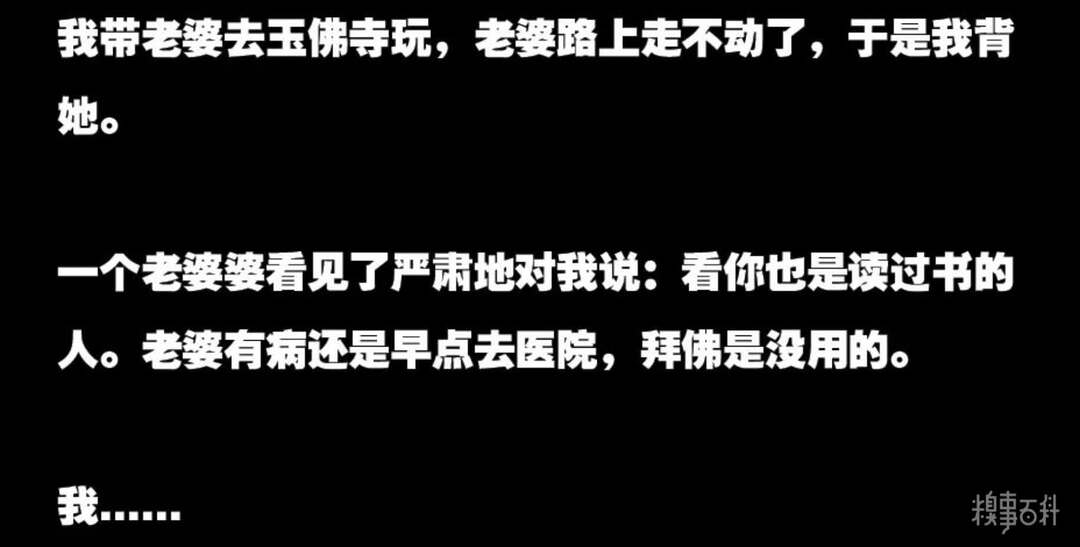 我带老婆去玉佛寺玩，老婆路上走不动了，于是我背
她。
一个老婆婆看见了严肃地对我说：看你也是读过书的
人。老婆有病还是早点去医院，拜佛是没用的。
我……
糗事百科